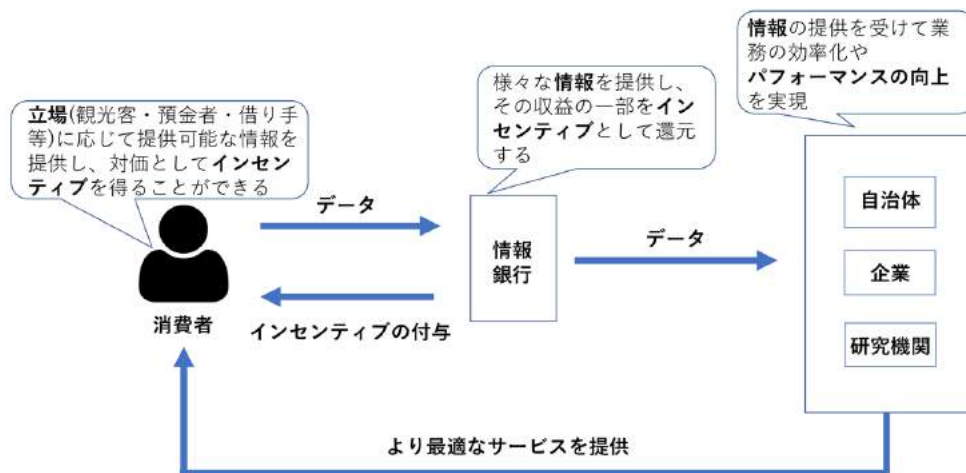 情報の提供を受けて業
務の効率化や
パフォーマンスの向上
を実現
様々な情報を提供し、
その収益の一部をイン
センティブとして還元
する
立場(観光客・預金者・借り手
等)に応じて提供可能な情報を
提供し、対価としてインセン
ティブを得ることができる
データ
情報
銀行
データ
自治体
企業
研究機関
消費者
インセンティブの付与
より最適なサービスを提供